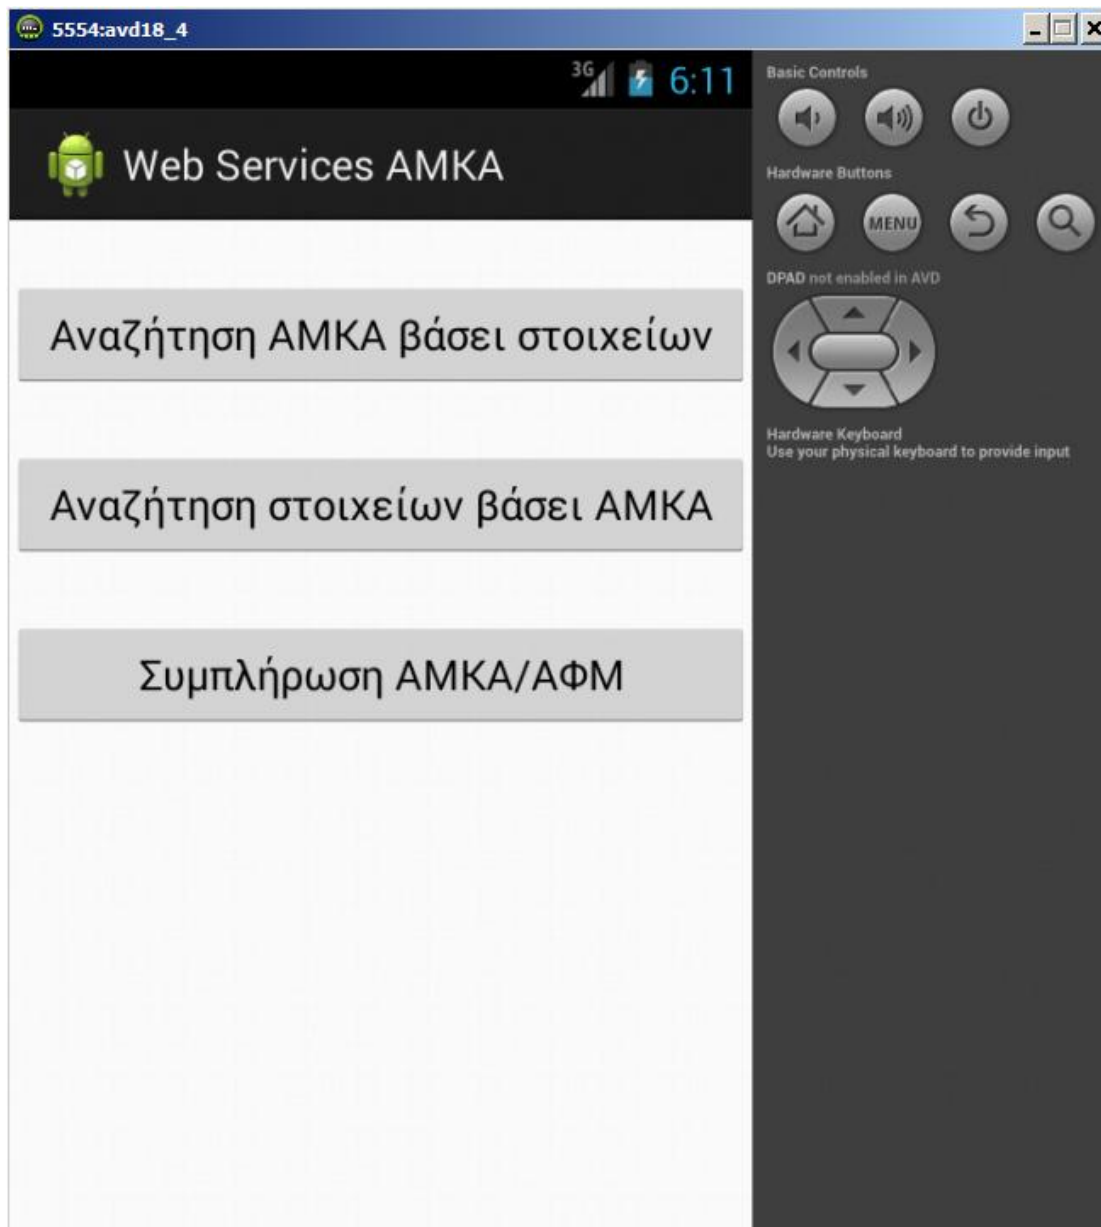 5554:avd18_4
3G 6:11
Web Services ΑΜΚΑ
Αναζήτηση ΑΜΚΑ βάσει στοιχείων
Αναζήτηση στοιχείων βάσει ΑΜΚΑ
Συμπλήρωση ΑΜΚΑ/ΑΦΜ
Basic Controls
Hardware Buttons
MENU
DPAD not enabled in AVD
Hardware Keyboard
Use your physical keyboard to provide input